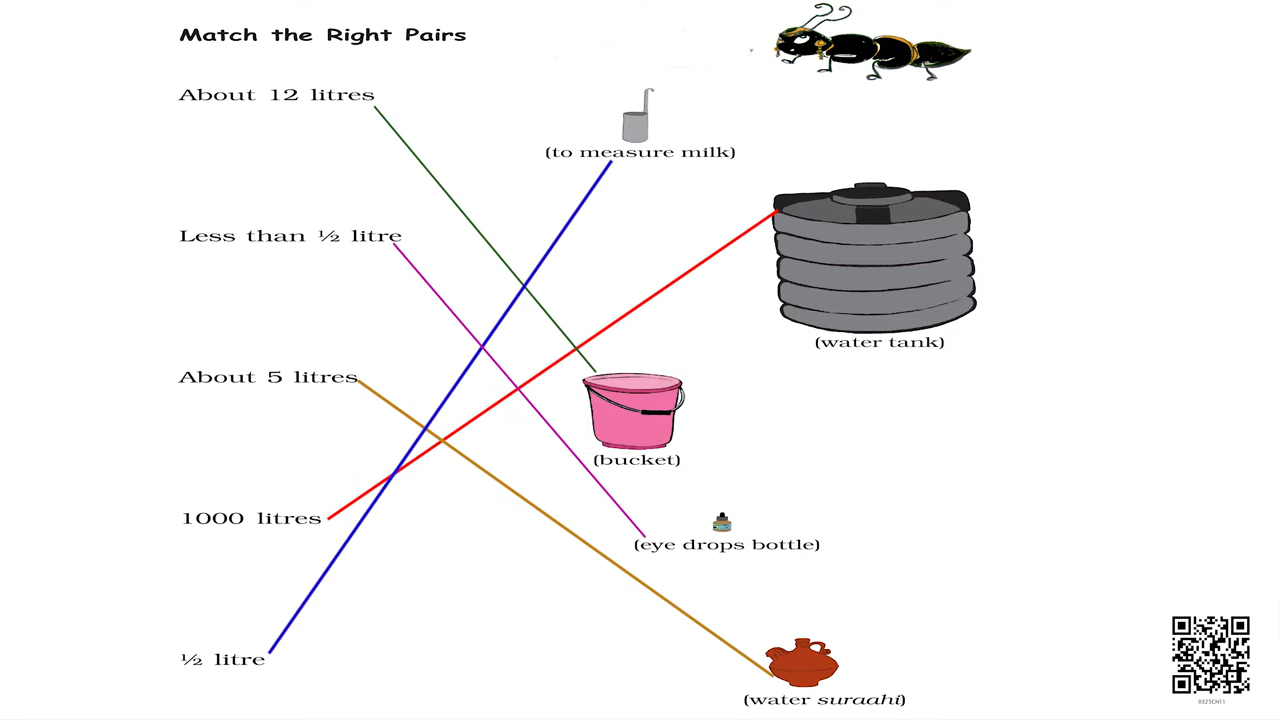 Match the Right Pairs
About 12 litres
(to measure milk)
Less than ½ litre
(water tank)
About 5 litres
(bucket)
1000 litres
(eye drops bottle)
½ litre
(water suraahi)
0325CH11